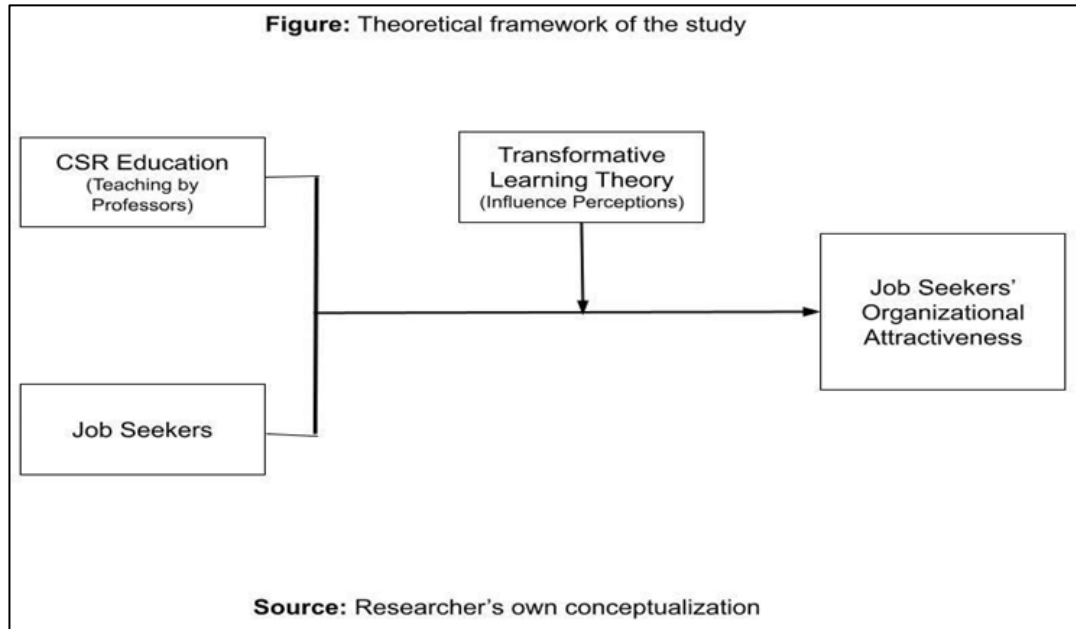 Figure: Theoretical framework of the study
CSR Education
(Teaching by
Professors)
Transformative
Learning Theory
(Influence Perceptions)
Job Seekers’
Organizational
Attractiveness
Job Seekers
Source: Researcher’s own conceptualization